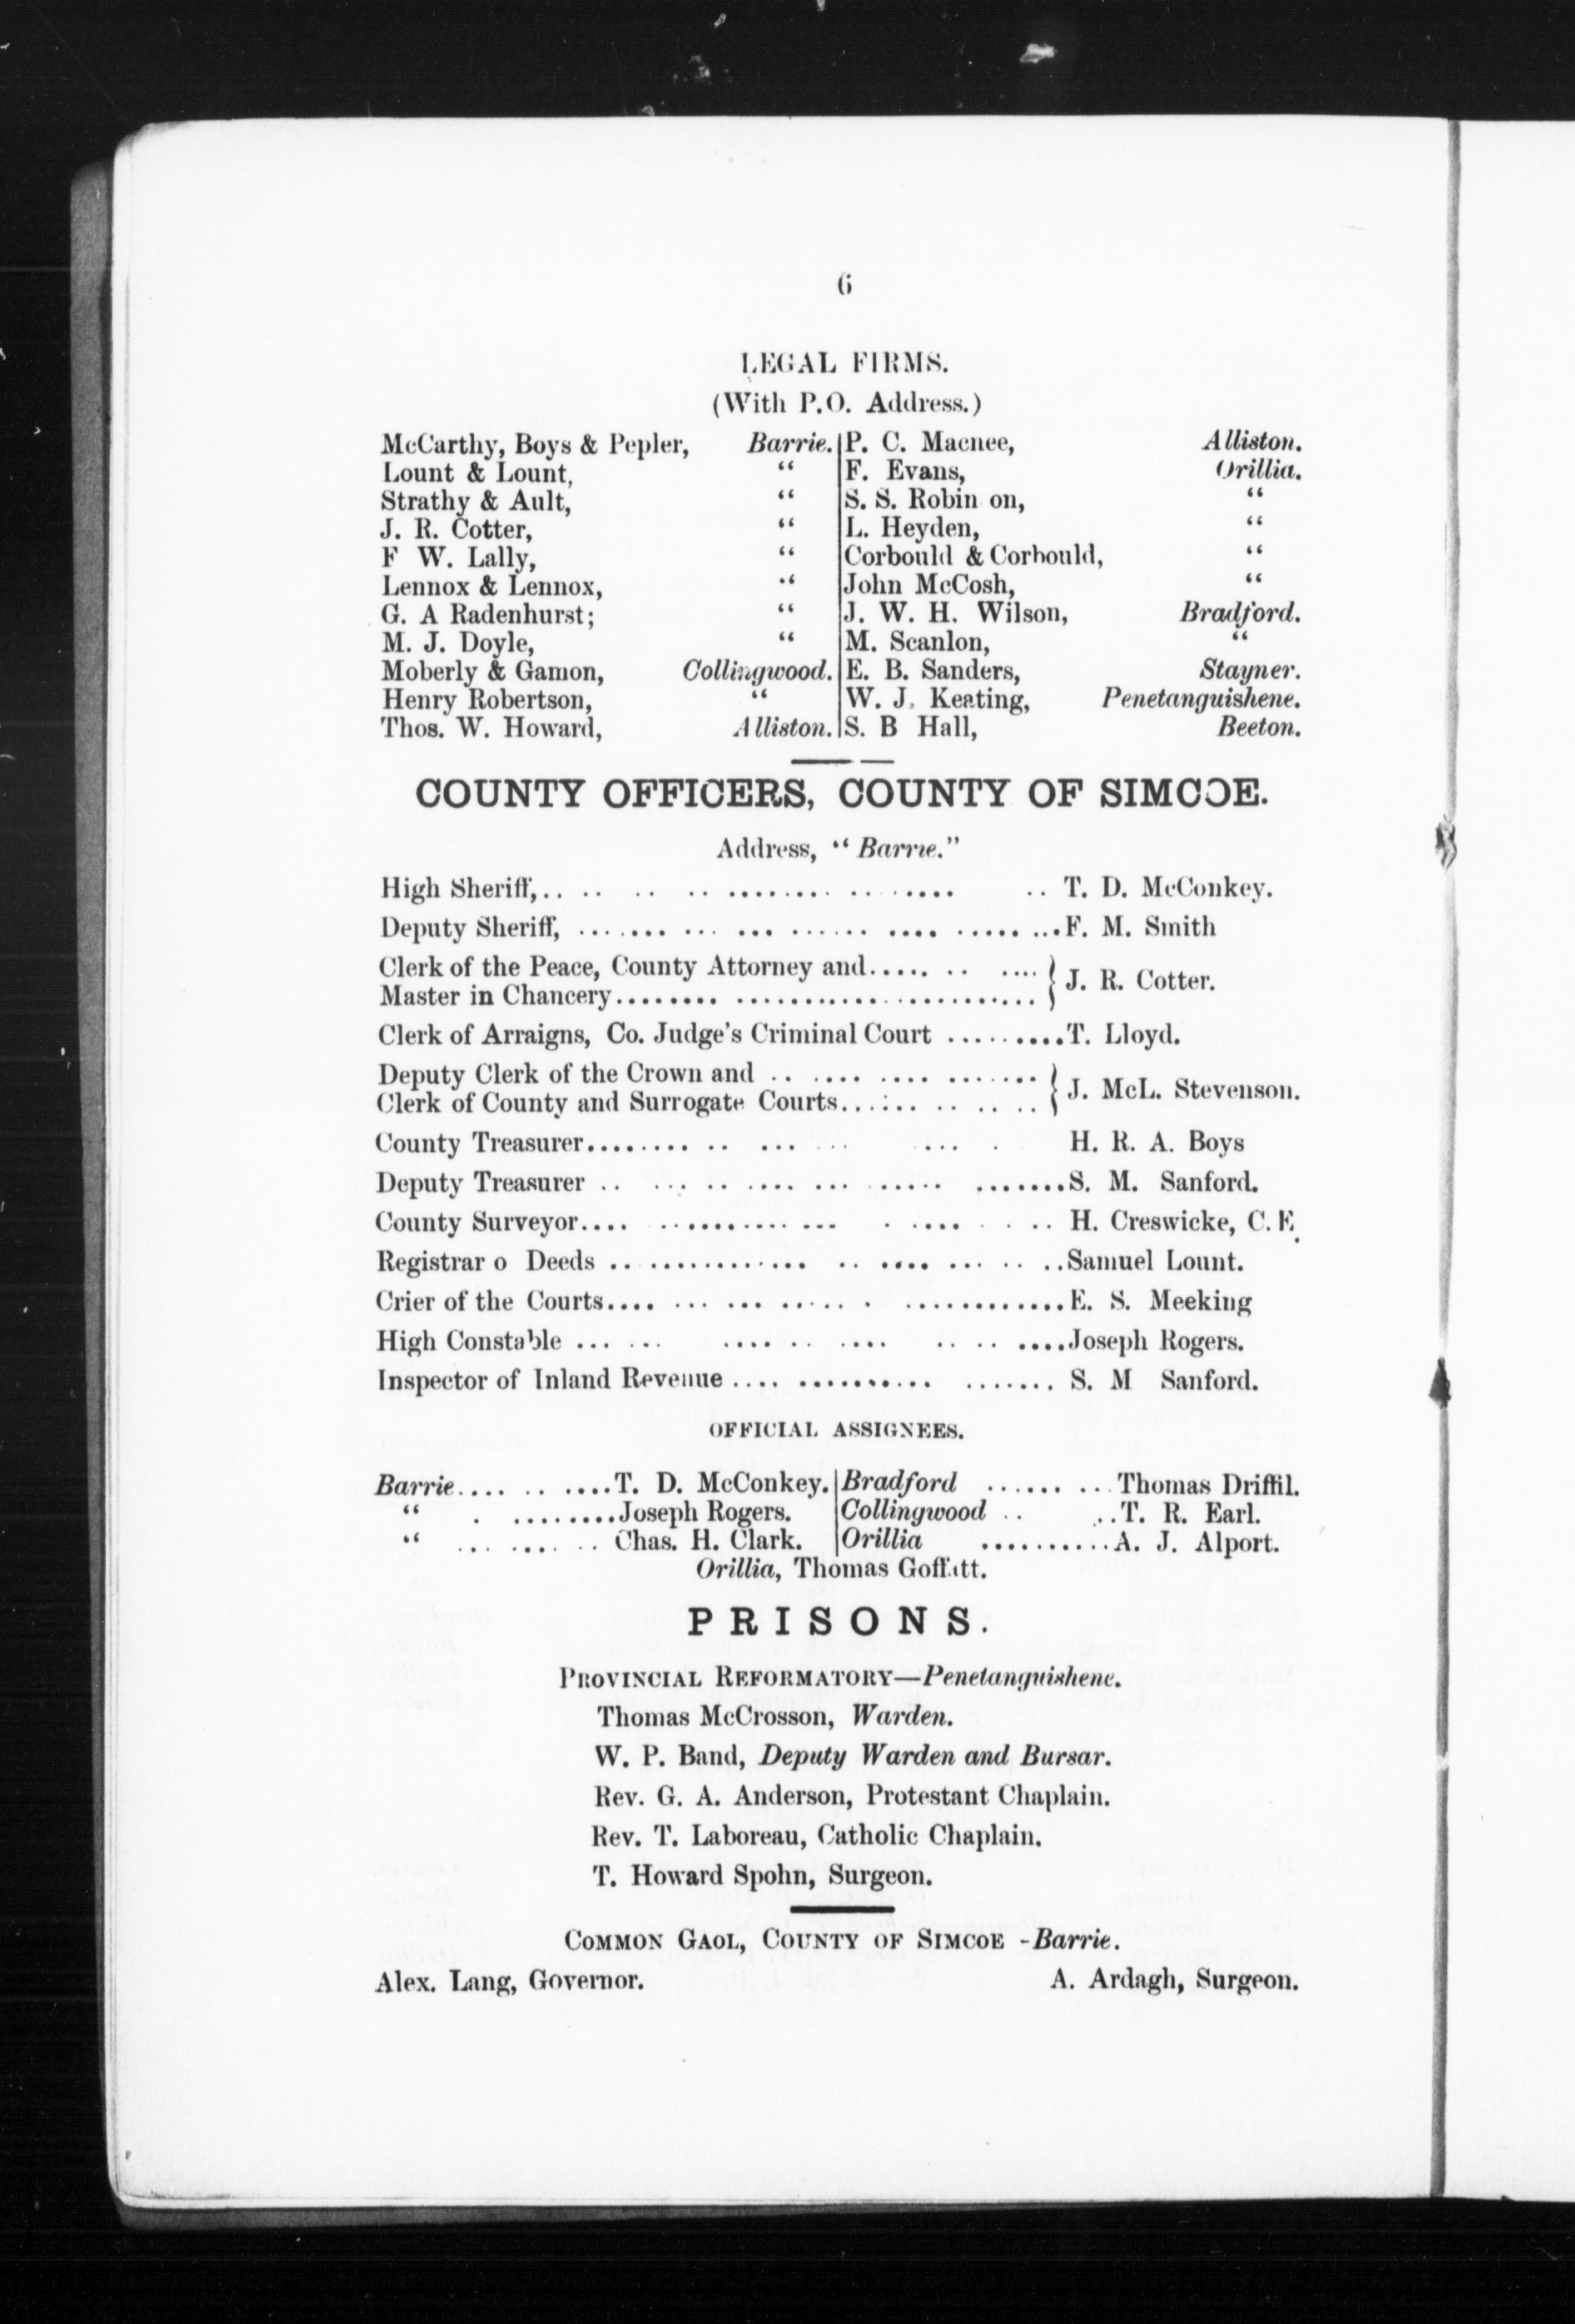 6
LEGAL FIRMS.
(With P.O. Address.)
McCarthy, Boys & Pepler, Barrie.
Lount & Lount, “
Strathy & Ault, “
J. R. Cotter, “
F W. Lally, “
Lennox & Lennox, “
G. A Radenhurst; “
M. J. Doyle, “
Moberly & Gamon, Collingwood.
Henry Robertson, “
Thos. W. Howard, Alliston.
P. C. Macnee, Alliston.
F. Evans, Orillia.
S. S. Robin on, “
L. Heyden, “
Corbould & Corbould, “
John McCosh, “
J. W. H. Wilson, Bradford.
M. Scanlon, “
E. B. Sanders, Stayner.
W. J. Keating, Penetanguishene.
S. B Hall, Beeton.
COUNTY OFFICERS, COUNTY OF SIMCOE.
Address, “Barrie.”
High Sheriff, .. .. .. .. ........ .. ...... .. T. D. McConkey.
Deputy Sheriff, ....... ... ... ...... .... ..... ...F. M. Smith
Clerk of the Peace, County Attorney and..... .. ....
Master in Chancery........ ...........................
} J. R. Cotter.
Clerk of Arraigns, Co. Judge's Criminal Court .........T. Lloyd.
Deputy Clerk of the Crown and .. .... .... .......
Clerk of County and Surrogate Courts...... .. .. ..
} J. McL. Stevenson.
County Treasurer........ .. ... ... ... . H. R. A. Boys
Deputy Treasurer .. ... .. .... ... ...... .......S. M. Sanford.
County Surveyor.... .......... ... . .... . . .. H. Creswicke, C. E.
Registrar o Deeds .. ............ .. .... ... .. ..Samuel Lount.
Crier of the Courts.... ... ... ..... . ............E. S. Meeking
High Constable ... ... .... .. .... .. .. ....Joseph Rogers.
Inspector of Inland Revenue .... .......... ....... S. M Sanford.
OFFICIAL ASSIGNEES.
Barrie.... .. ....T. D. McConkey.
“ . ........Joseph Rogers.
“ .... .... .. Chas. H. Clark.
Bradford ...... ...Thomas Driffil.
Collingwood .. ..T. R. Earl.
Orillia ..........A. J. Alport.
Orillia, Thomas Goffatt.
PRISONS.
PROVINCIAL REFORMATORY—Penetanguishene.
Thomas McCrosson, Warden.
W. P. Band, Deputy Warden and Bursar.
Rev. G. A. Anderson, Protestant Chaplain.
Rev. T. Laboreau, Catholic Chaplain.
T. Howard Spohn, Surgeon.
COMMON GAOL, COUNTY OF SIMCOE -Barrie.
Alex. Lang, Governor. A. Ardagh, Surgeon.